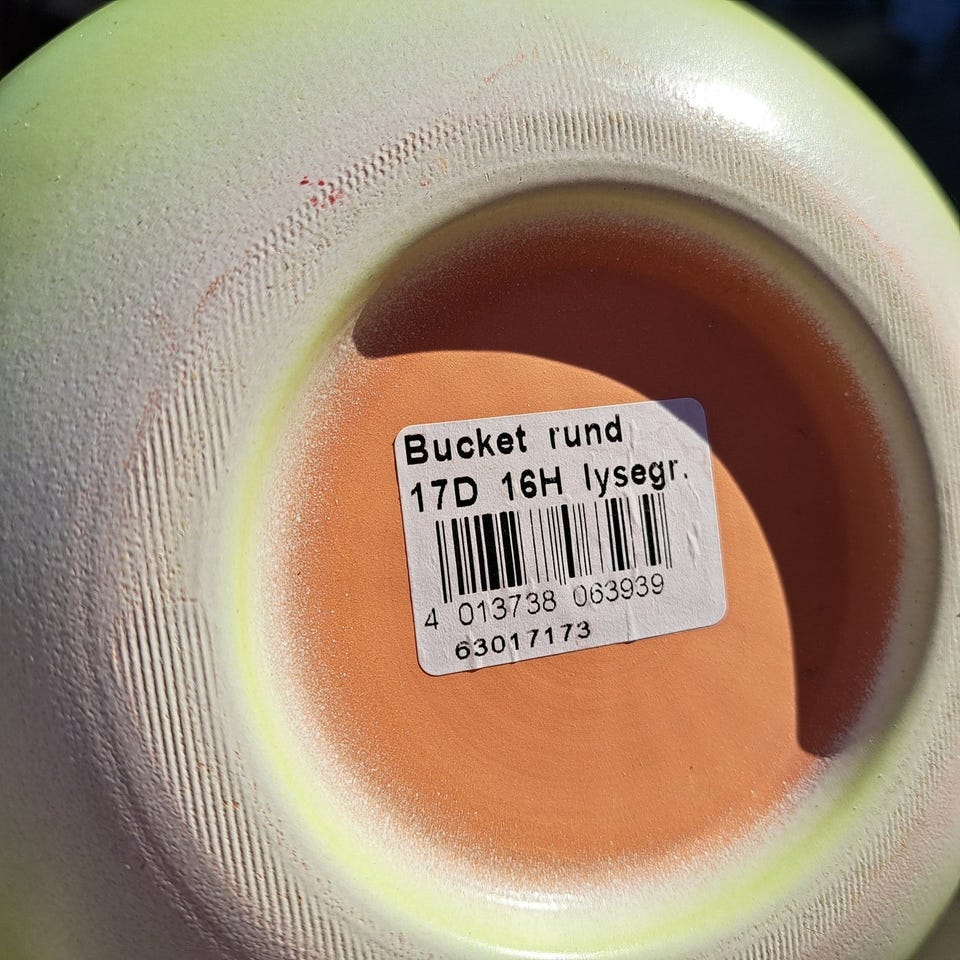 Bucket rund
17D 16H lysegr.
4 013738 063939
63017173